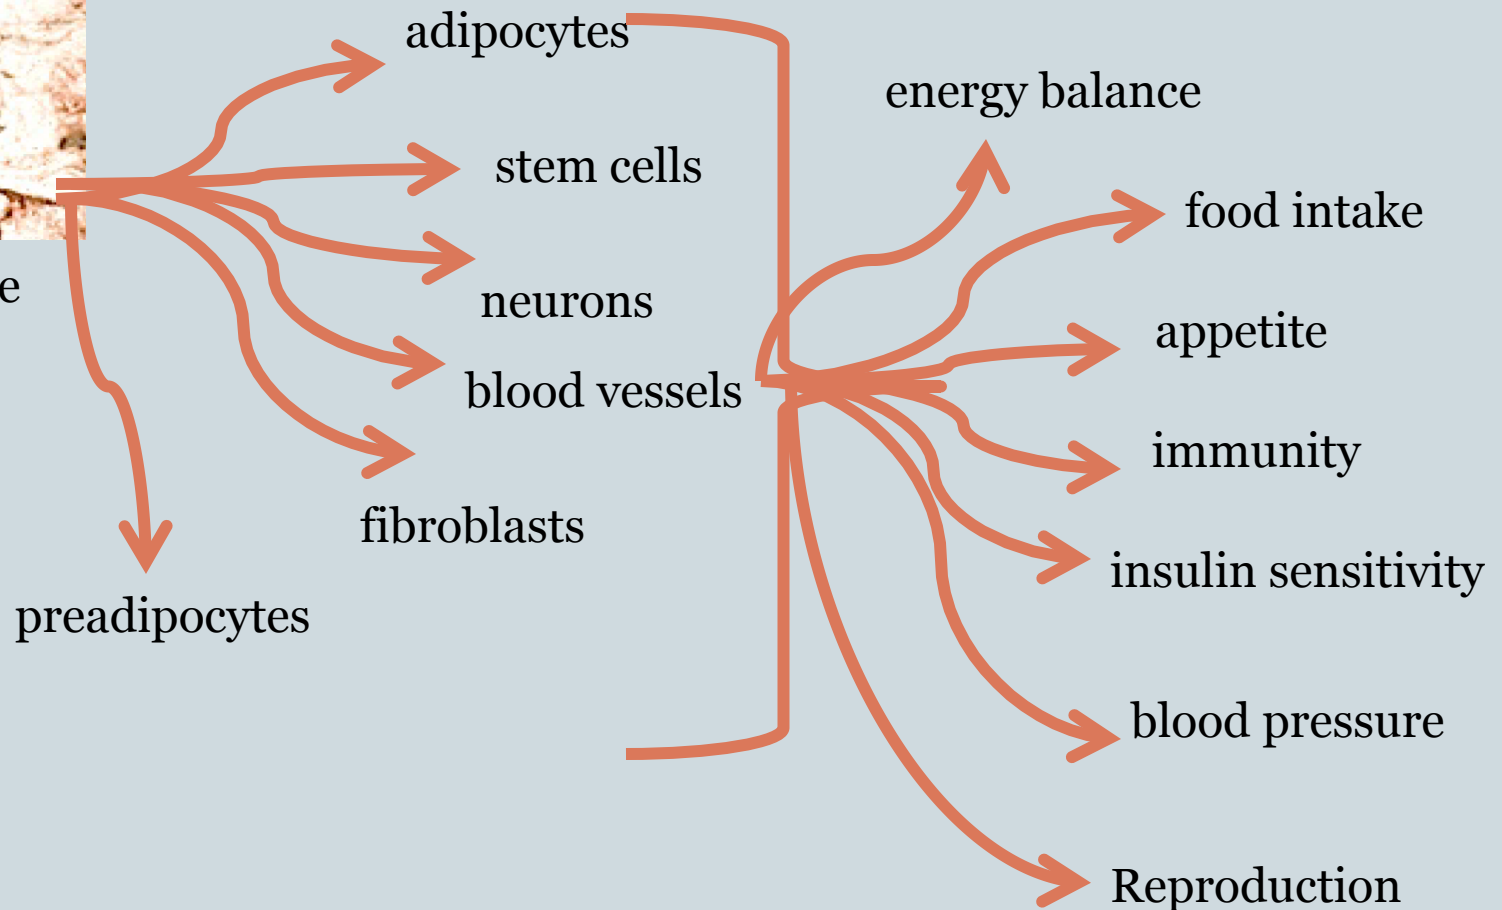 adipocytes
stem cells
neurons
blood vessels
fibroblasts
preadipocytes
energy balance
food intake
appetite
immunity
insulin sensitivity
blood pressure
Reproduction